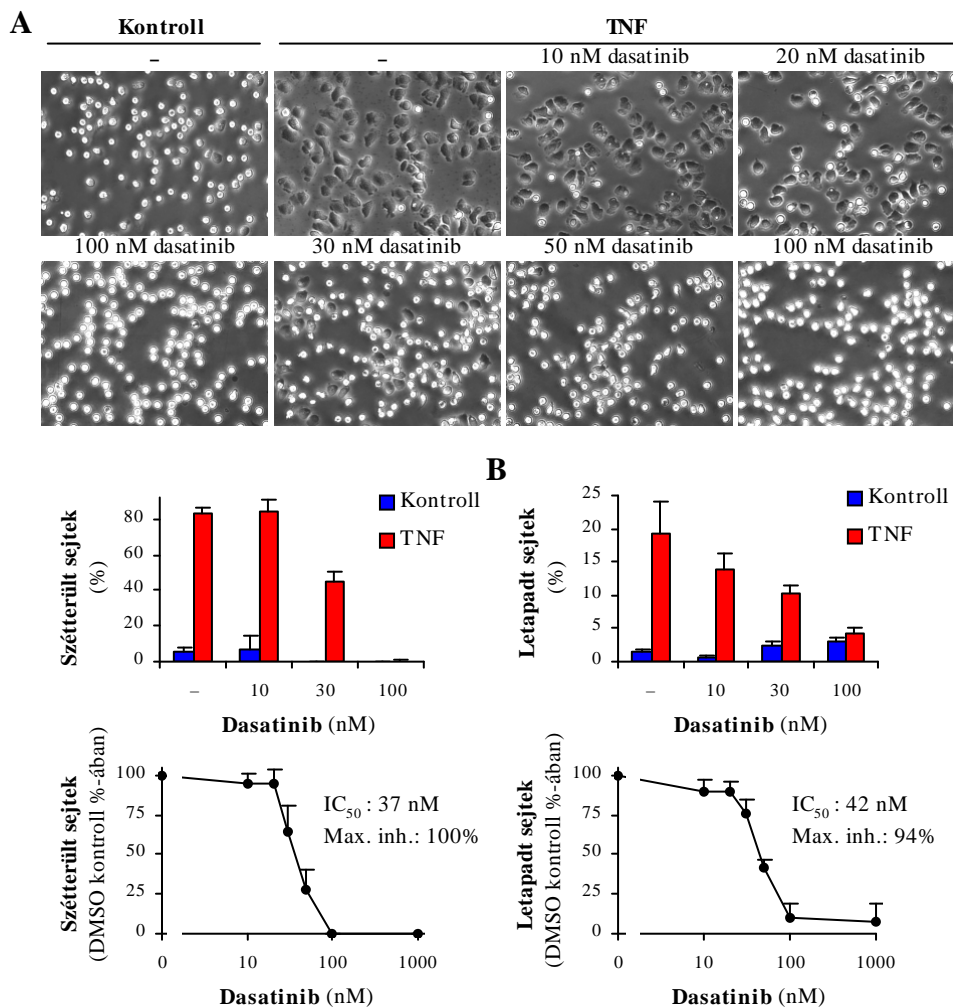 A
Kontroll
TNF
–
–
10 nM dasatinib
20 nM dasatinib
100 nM dasatinib
30 nM dasatinib
50 nM dasatinib
100 nM dasatinib
Szétterült sejtek
(%)
80
60
40
20
0
Kontroll
TNF
–
10
30
100
Dasatinib (nM)
B
Letapadt sejtek
(%)
25
20
15
10
5
0
Kontroll
TNF
–
10
30
100
Dasatinib (nM)
Szétterült sejtek
(DMSO kontroll %-ában)
100
75
50
25
0
IC50 : 37 nM
Max. inh.: 100%
0
10
100
1000
Dasatinib (nM)
Letapadt sejtek
(DMSO kontroll %-ában)
100
75
50
25
0
IC50 : 42 nM
Max. inh.: 94%
0
10
100
1000
Dasatinib (nM)